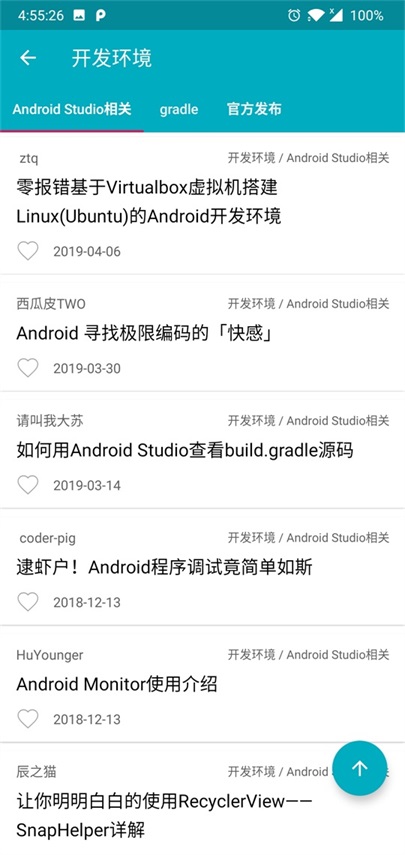 4:55:26
100%
开发环境
Android Studio相关 gradle 官方发布
ztq 开发环境 / Android Studio相关
零报错基于Virtualbox虚拟机搭建
Linux(Ubuntu)的Android开发环境
2019-04-06
西瓜皮TWO 开发环境 / Android Studio相关
Android 寻找极限编码的「快感」
2019-03-30
请叫我大苏 开发环境 / Android Studio相关
如何用Android Studio查看build.gradle源码
2019-03-14
coder-pig 开发环境 / Android Studio相关
逮虾户！Android程序调试竟简单如斯
2018-12-13
HuYounger 开发环境 / Android Studio相关
Android Monitor使用介绍
2018-12-13
辰之猫 开发环境 / Android
让你明明白白的使用RecyclerView——
SnapHelper详解